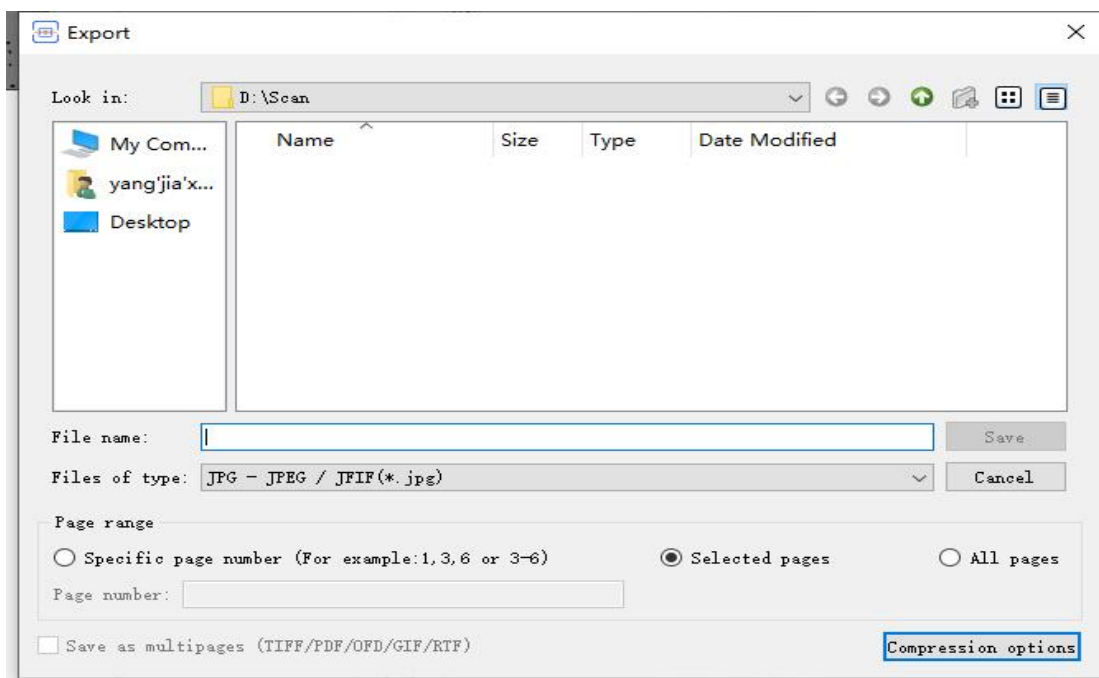 Export
Look in: D:\Scan
Name Size Type Date Modified
My Com...
yang'jia'x...
Desktop
File name: Save
Files of type: JPG - JPEG / JFIF(*.jpg) Cancel
Page range
Specific page number (For example:1,3,6 or 3-6) Selected pages All pages
Page number:
Save as multipages (TIFF/PDF/OFD/GIF/RTF) Compression options